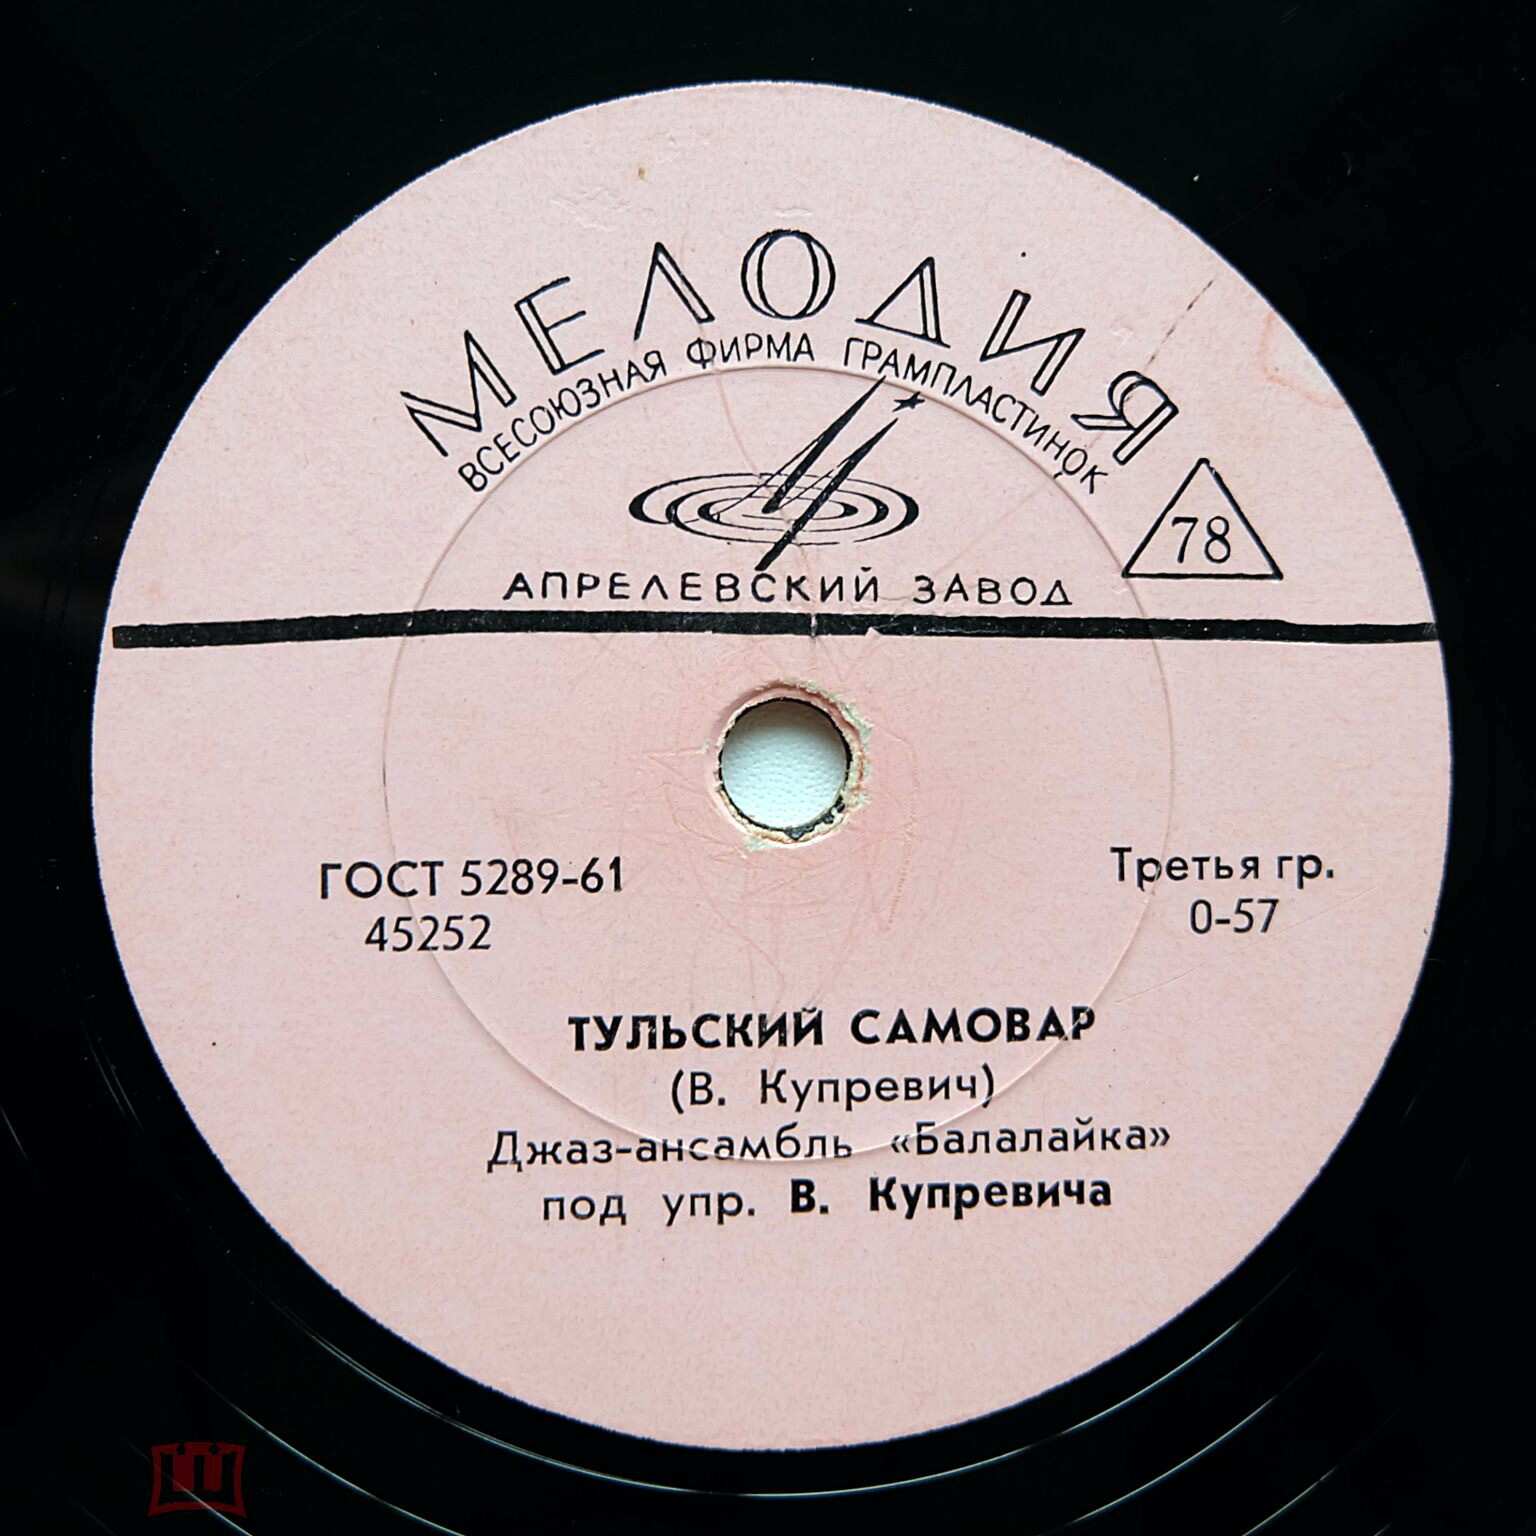 МЕЛОДИЯ
ВСЕСОЮЗНАЯ ФИРМА ГРАМПЛАСТИНОК
78
АПРЕЛЕВСКИЙ ЗАВОД
ГОСТ 5289-61
45252
Третья гр.
0-57
ТУЛЬСКИЙ САМОВАР
(В. Купревич)
Джаз-ансамбль «Балалайка»
под упр. В. Купревича